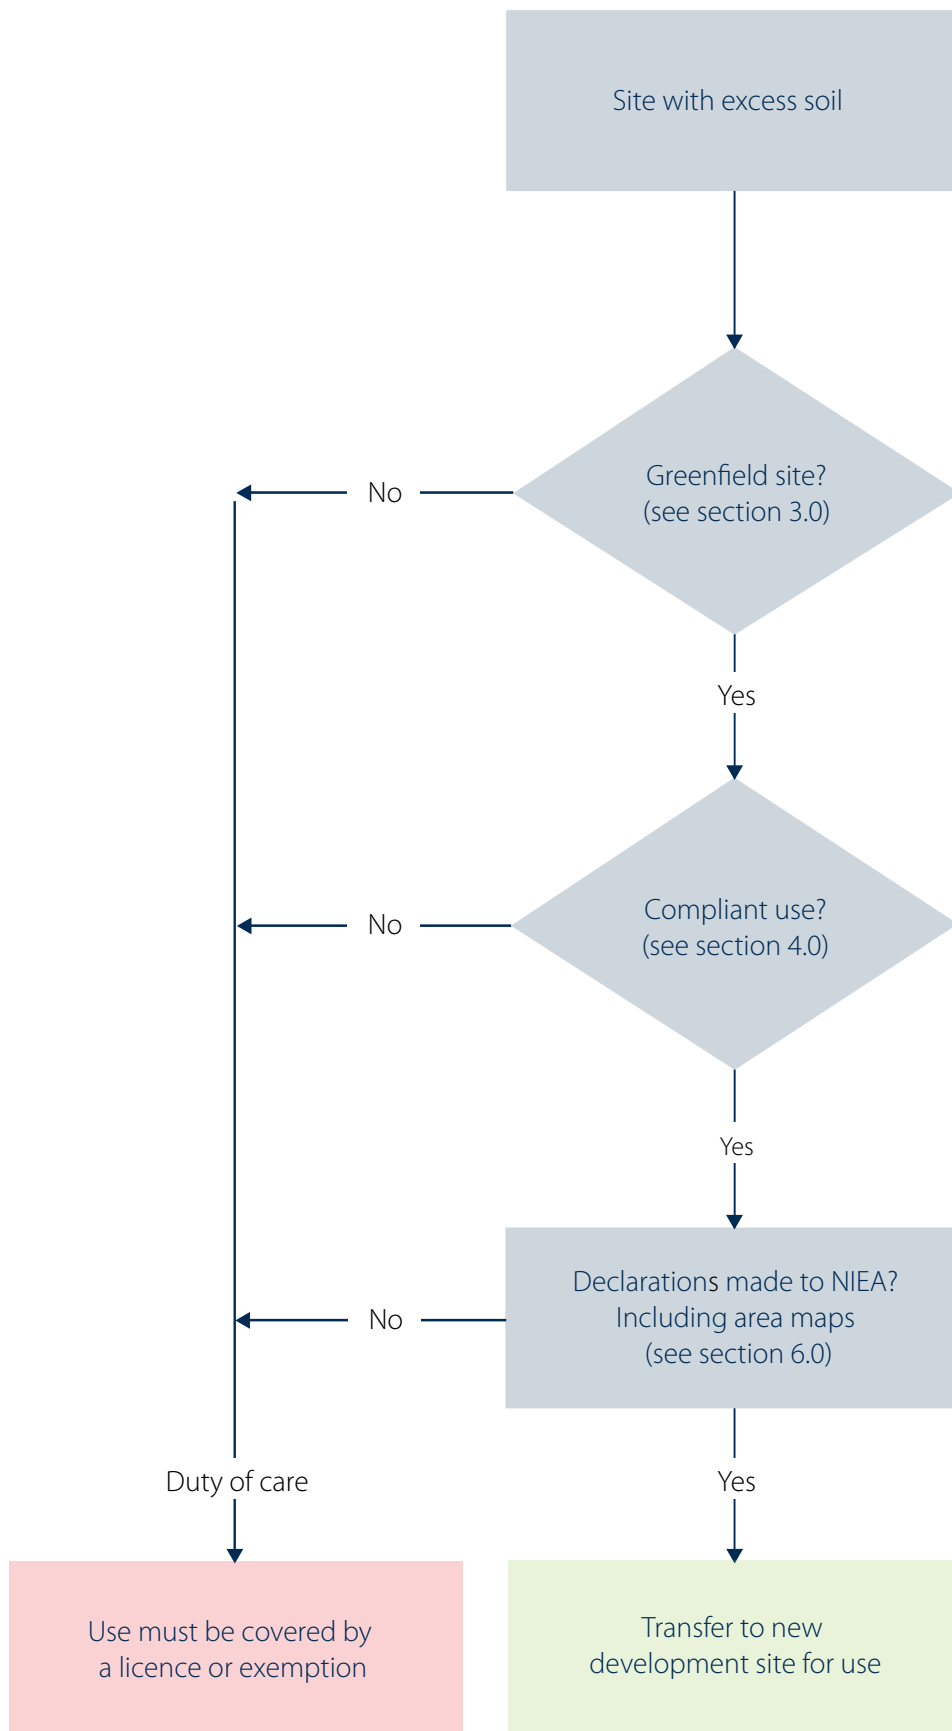 Site with excess soil
Greenfield site?
(see section 3.0)
No
Yes
Compliant use?
(see section 4.0)
No
Yes
Declarations made to NIEA?
Including area maps
(see section 6.0)
No
Duty of care
Yes
Use must be covered by
a licence or exemption
Transfer to new
development site for use